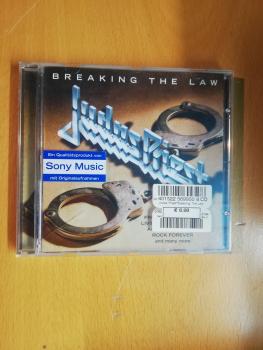 BREAKING THE LAW
Judas Priest
Ein Qualitätsprodukt von
Sony Music
mit Originalaufnahmen
€ 0.99
ROCK FOREVER
and many more